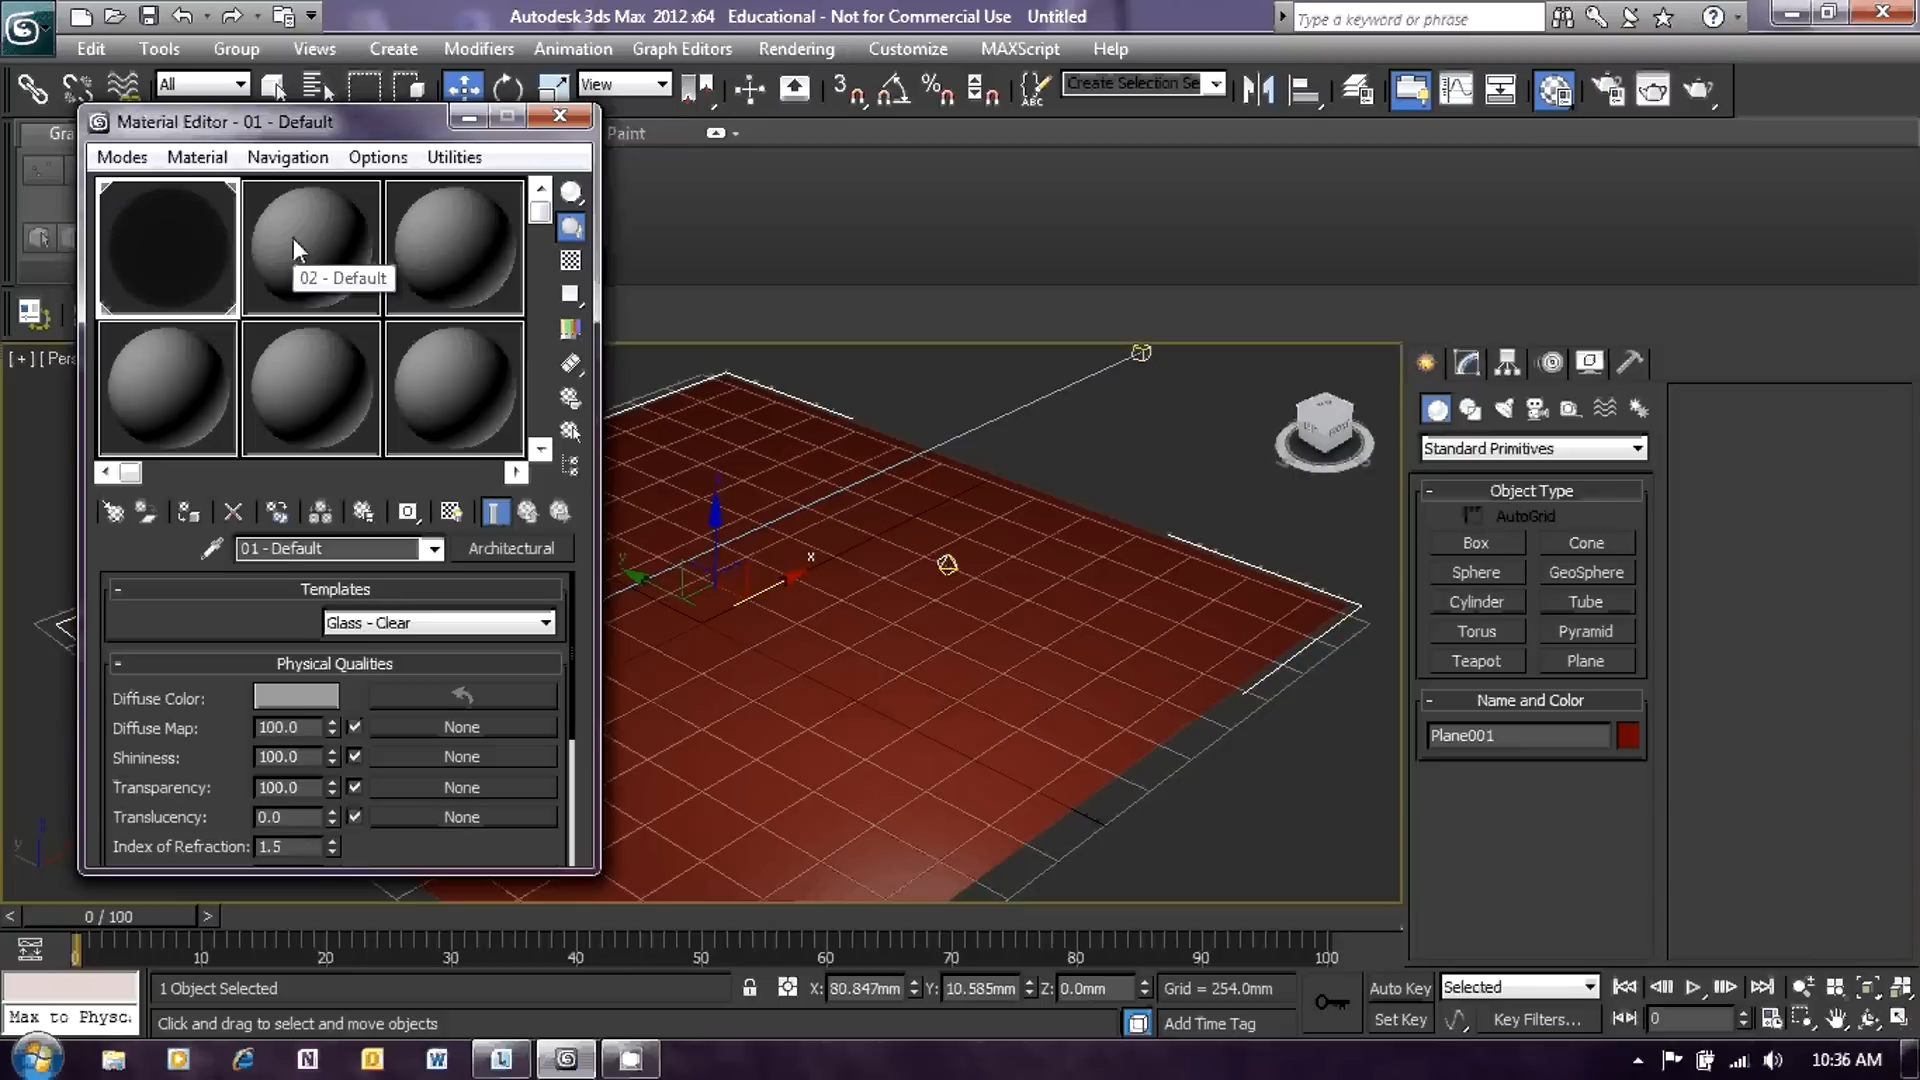 Autodesk 3ds Max 2012 x64 Educational - Not for Commercial Use Untitled
Type a keyword or phrase
Edit Tools Group Views Create Modifiers Animation Graph Editors Rendering Customize MAXScript Help
All
View
3
ABC
Create Selection Se
Material Editor - 01 - Default
Gra
Paint
Modes Material Navigation Options Utilities
02 - Default
[ + ] [ Pers
01 - Default
Architectural
Templates
Glass - Clear
Physical Qualities
Diffuse Color:
Diffuse Map: 100.0 None
Shininess: 100.0 None
Transparency: 100.0 None
Translucency: 0.0 None
Index of Refraction: 1.5
x
Standard Primitives
Object Type
AutoGrid
Box Cone
Sphere GeoSphere
Cylinder Tube
Torus Pyramid
Teapot Plane
Name and Color
Plane001
< 0 / 100 >
0 10 20 30 40 50 60 70 80 90 100
1 Object Selected
X: 80.847mm Y: 10.585mm Z: 0.0mm
Grid = 254.0mm
Auto Key
Selected
Max to Physc:
Click and drag to select and move objects
Add Time Tag
Set Key
Key Filters...
0
10:36 AM